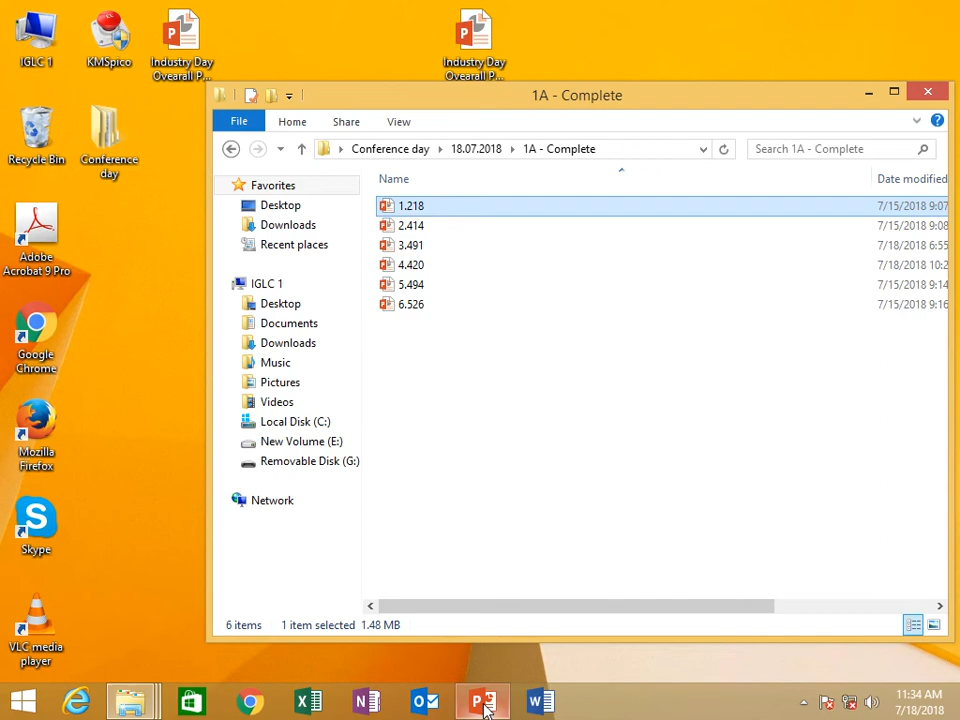 IGLC 1
KMSpico
Industry Day
Ovearall P...
Industry Day
Ovearall P...
Recycle Bin
Conference
day
Adobe
Acrobat 9 Pro
Google
Chrome
Mozilla
Firefox
Skype
VLC media
player
1A - Complete
File
Home
Share
View
Conference day
18.07.2018
1A - Complete
Search 1A - Complete
Name
Date modified
Favorites
Desktop
Downloads
Recent places
IGLC 1
Desktop
Documents
Downloads
Music
Pictures
Videos
Local Disk (C:)
New Volume (E:)
Removable Disk (G:)
Network
1.218
7/15/2018 9:07
2.414
7/15/2018 9:08
3.491
7/18/2018 6:55
4.420
7/18/2018 10:2
5.494
7/15/2018 9:14
6.526
7/15/2018 9:16
6 items
1 item selected 1.48 MB
11:34 AM
7/18/2018